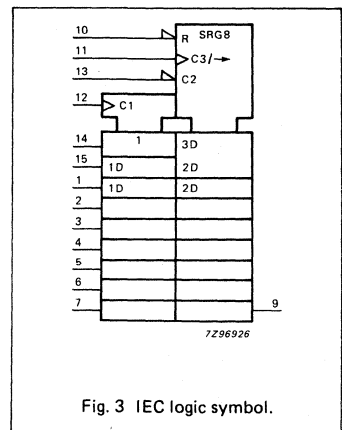 10 R SRG8
11 C3/→
13 C2
12 C1
14 1 3D
15 1D 2D
1 1D 2D
2
3
4
5
6
7 9
7Z96926
Fig. 3 IEC logic symbol.